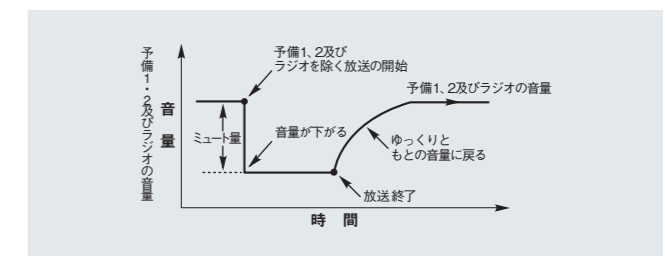 予備1・2及びラジオの音量
音量
予備1、2及び
ラジオを除く放送の開始
予備1、2及びラジオの音量
ミュート量
音量が下がる
ゆっくりと
もとの音量に戻る
放送終了
時間